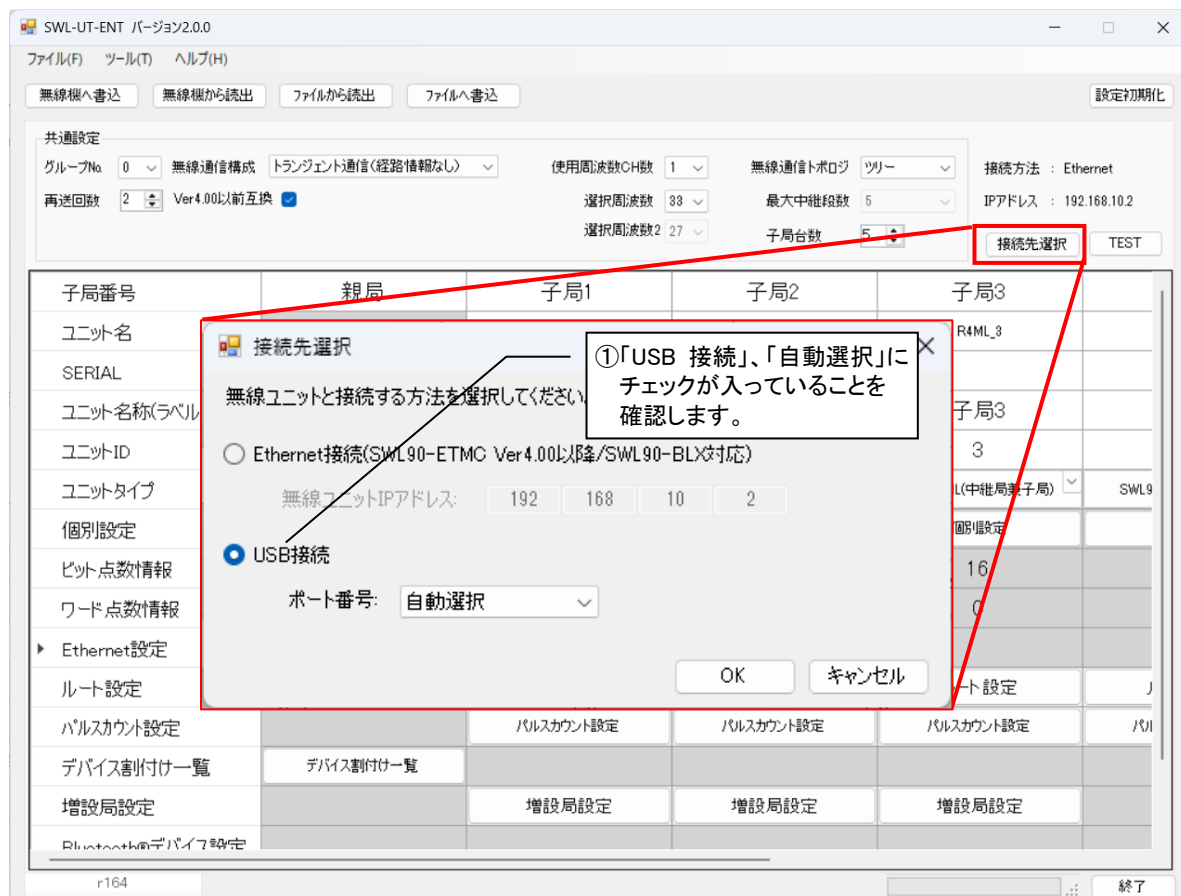 SWL-UT-ENT バージョン2.0.0
ファイル(F) ツール(T) ヘルプ(H)
無線機へ書込 無線機から読出 ファイルから読出 ファイルへ書込 設定初期化
共通設定
グループNo. 0 無線通信構成 トランジェント通信(経路情報なし) 使用周波数CH数 1 無線通信トポロジ ツリー 接続方法 : Ethernet
再送回数 2 Ver4.00以前互換 選択周波数 33 最大中継段数 5 IPアドレス : 192.168.10.2
選択周波数2 27 子局台数 5 接続先選択 TEST
子局番号 親局 子局1 子局2 子局3
ユニット名 R4ML_3
SERIAL
ユニット名称(ラベル 子局3
ユニットID 3
ユニットタイプ L(中継局兼子局) SWL9
個別設定 個別設定
ビット点数情報 16
ワード点数情報 0
Ethernet設定
ルート設定 ート設定
パルスカウント設定 パルスカウント設定 パルスカウント設定 パルスカウント設定
デバイス割付け一覧 デバイス割付け一覧
増設局設定 増設局設定 増設局設定 増設局設定
Bluetooth®デバイス設定
r164 終了
接続先選択
無線ユニットと接続する方法を選択してください
Ethernet接続(SWL90-ETMC Ver4.00以降/SWL90-BLX対応)
無線ユニットIPアドレス: 192 168 10 2
USB接続
ポート番号: 自動選択
OK キャンセル
①「USB 接続」、「自動選択」に
チェックが入っていることを
確認します。